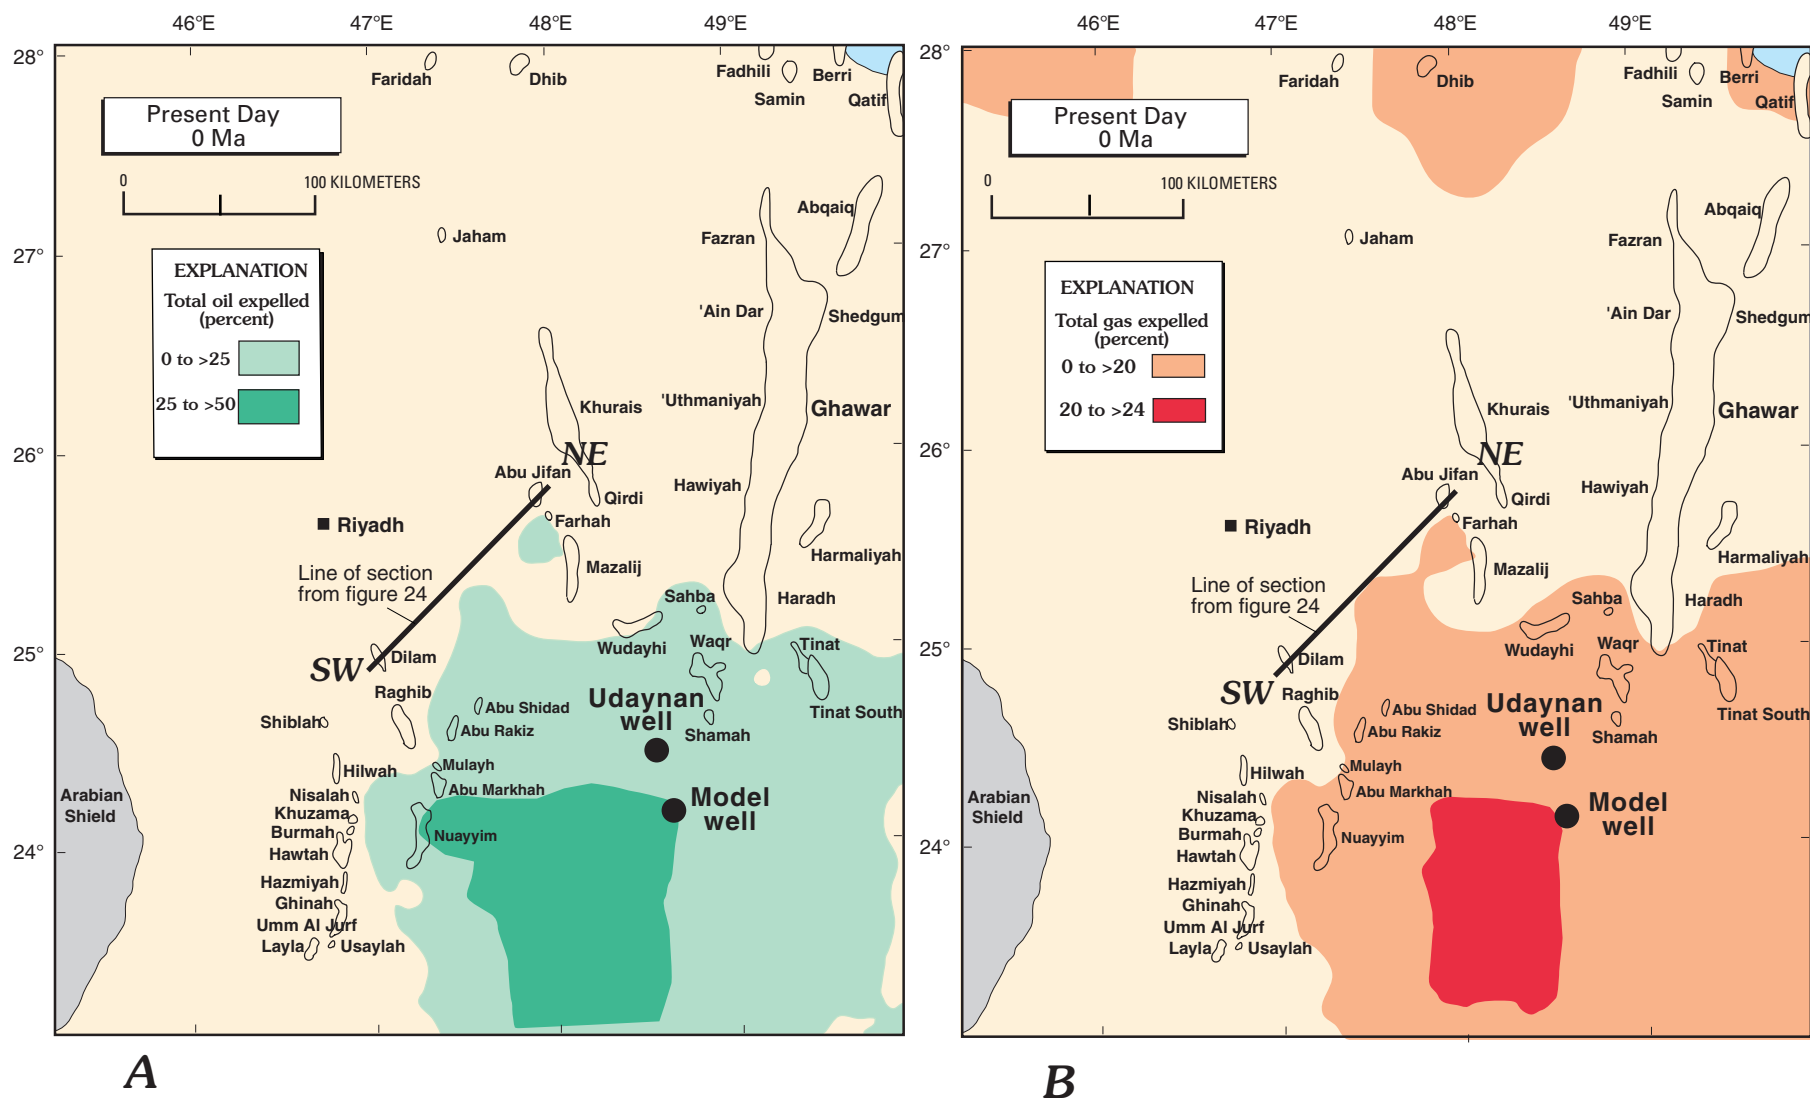 46°E
47°E
48°E
49°E
28°
27°
26°
25°
24°
Faridah
Dhib
Fadhili
Samin
Berri
Qatif
Present Day
0 Ma
0
100 KILOMETERS
EXPLANATION
Total oil expelled
(percent)
0 to >25
25 to >50
Jaham
Fazran
Abqaiq
'Ain Dar
Shedgum
Khurais
'Uthmaniyah
Ghawar
NE
Abu Jifan
Qirdi
Hawiyah
Farhah
Riyadh
Harmaliyah
Mazalij
Line of section
from figure 24
Sahba
Haradh
Wudayhi
Waqr
Tinat
SW
Dilam
Raghib
Udaynan
well
Tinat South
Abu Shidad
Shiblah
Abu Rakiz
Shamah
Mulayh
Hilwah
Abu Markhah
Nisalah
Model
well
Khuzama
Burmah
Nuayyim
Hawtah
Arabian
Shield
Hazmiyah
Ghinah
Umm Al Jurf
Layla
Usaylah
A
46°E
47°E
48°E
49°E
28°
27°
26°
25°
24°
Faridah
Dhib
Fadhili
Samin
Berri
Qatif
Present Day
0 Ma
0
100 KILOMETERS
EXPLANATION
Total gas expelled
(percent)
0 to >20
20 to >24
Jaham
Fazran
Abqaiq
'Ain Dar
Shedgum
Khurais
'Uthmaniyah
Ghawar
NE
Abu Jifan
Qirdi
Hawiyah
Farhah
Riyadh
Harmaliyah
Mazalij
Line of section
from figure 24
Sahba
Haradh
Wudayhi
Waqr
Tinat
SW
Dilam
Raghib
Udaynan
well
Tinat South
Abu Shidad
Shiblah
Abu Rakiz
Shamah
Mulayh
Hilwah
Abu Markhah
Nisalah
Model
well
Khuzama
Burmah
Nuayyim
Hawtah
Arabian
Shield
Hazmiyah
Ghinah
Umm Al Jurf
Layla
Usaylah
B